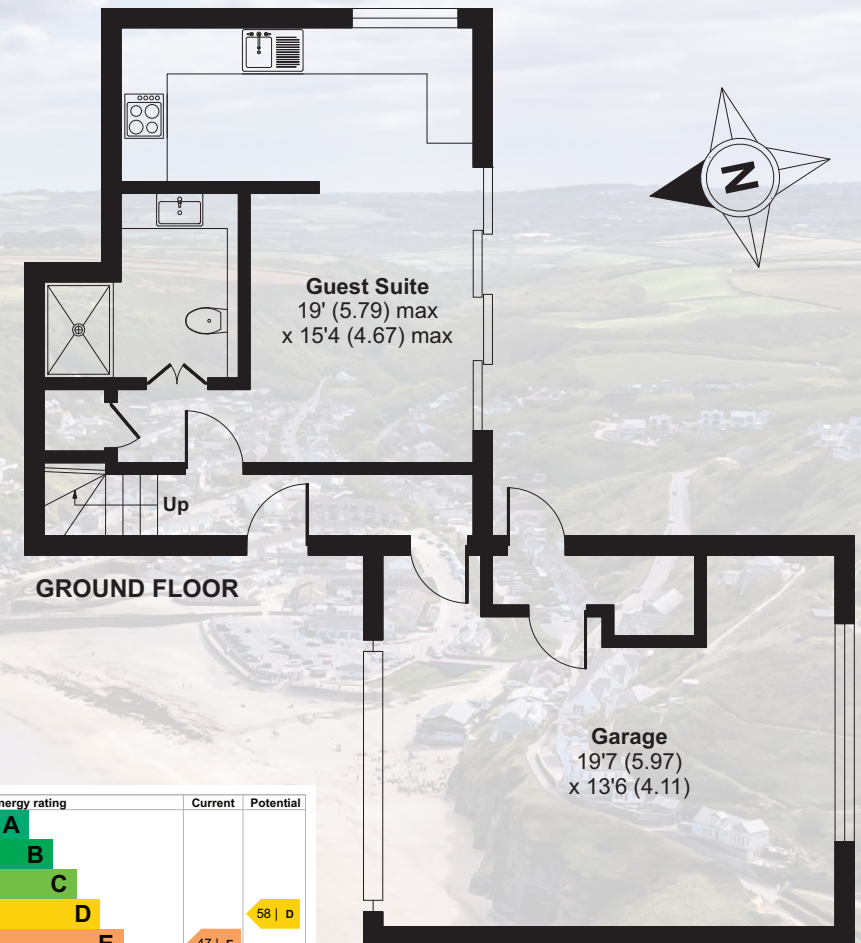 N
Guest Suite
19' (5.79) max
x 15'4 (4.67) max
Up
GROUND FLOOR
Garage
19'7 (5.97)
x 13'6 (4.11)
rating Current Potential
A
B
C
D 58 | D
E 47 | E